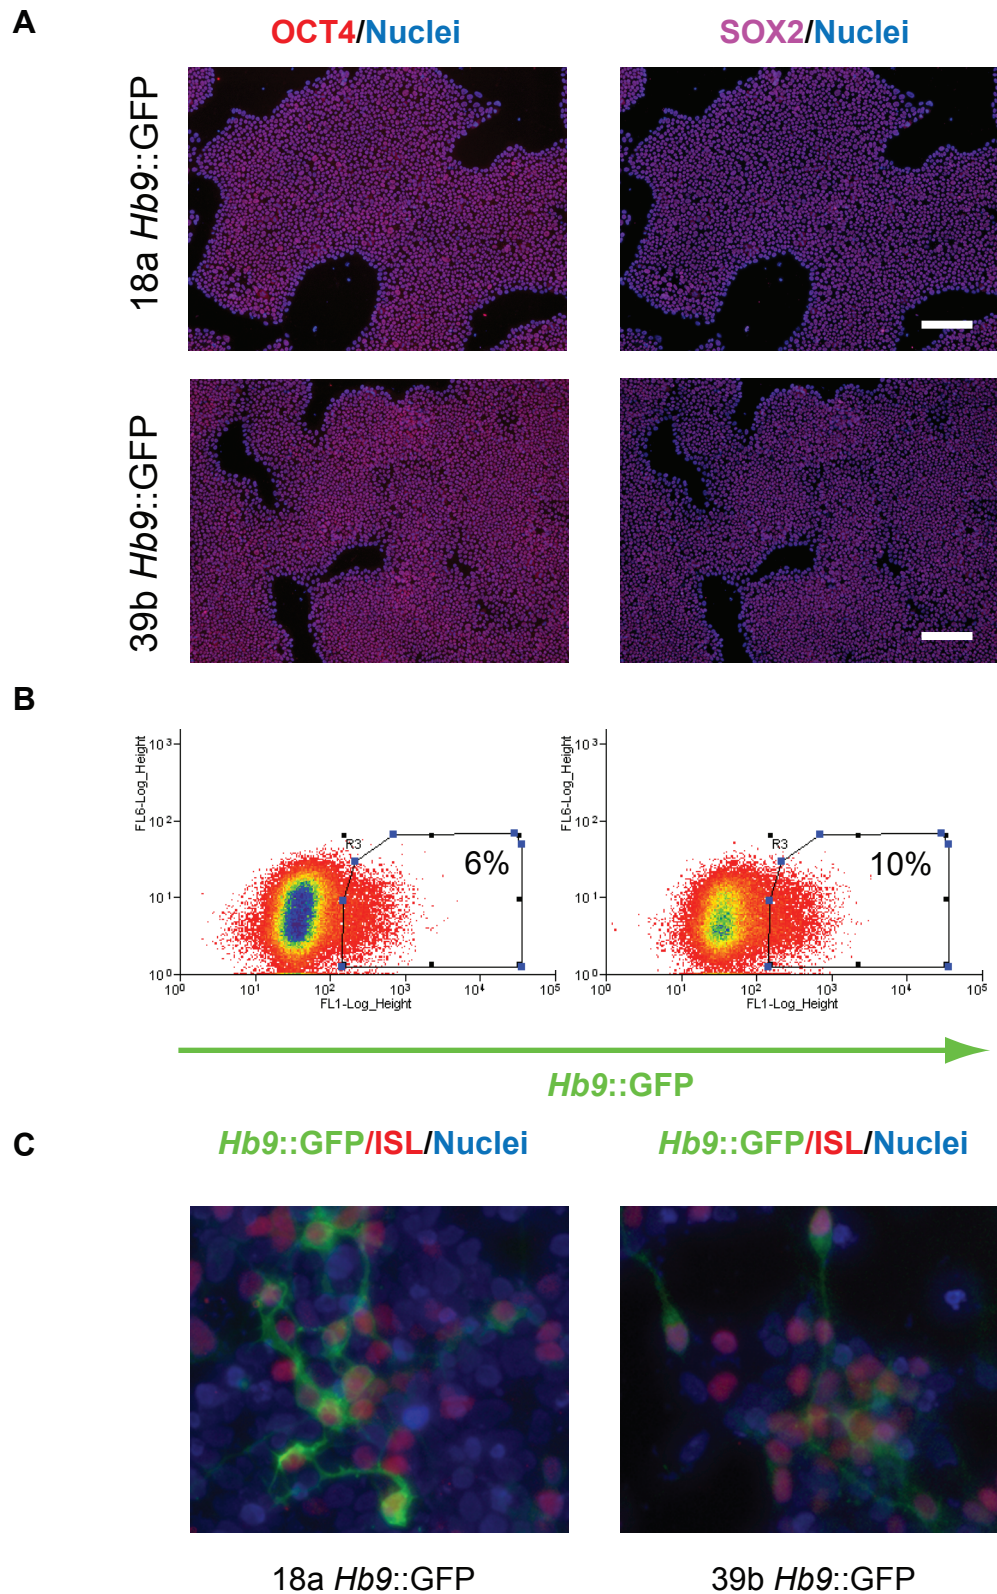 A
OCT4/Nuclei
SOX2/Nuclei
18a Hb9::GFP
39b Hb9::GFP
B
FL6-Log_Height
10³
10²
10¹
10⁰
R3
6%
10⁰ 10¹ 10² 10³ 10⁴ 10⁵
FL1-Log_Height
FL6-Log_Height
10³
10²
10¹
10⁰
R3
10%
10⁰ 10¹ 10² 10³ 10⁴ 10⁵
FL1-Log_Height
Hb9::GFP
C
Hb9::GFP/ISL/Nuclei
Hb9::GFP/ISL/Nuclei
18a Hb9::GFP
39b Hb9::GFP